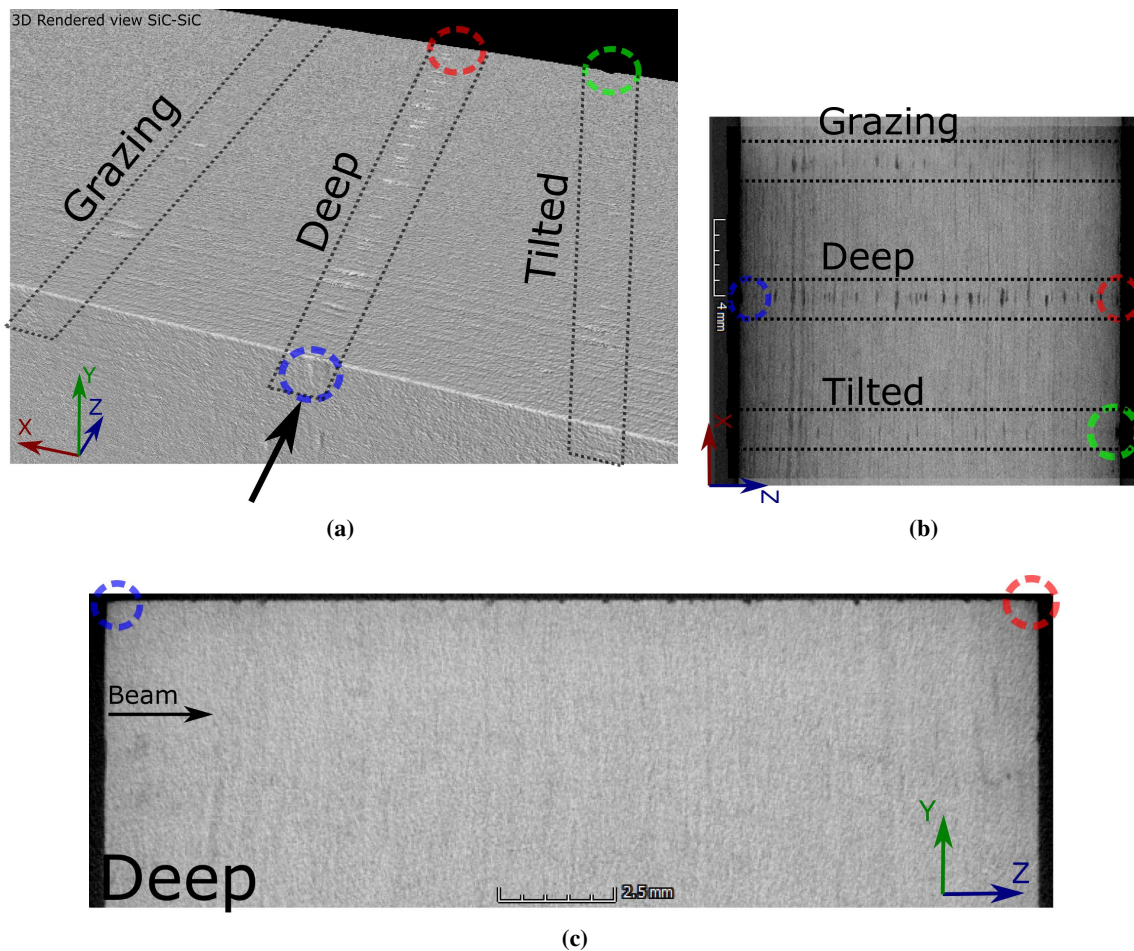 3D Rendered view SiC-SiC
Grazing
Deep
Tilted
Y
Z
X
(a)
Grazing
Deep
4 mm
Tilted
X
Z
(b)
Beam
Y
Z
Deep
2.5 mm
(c)